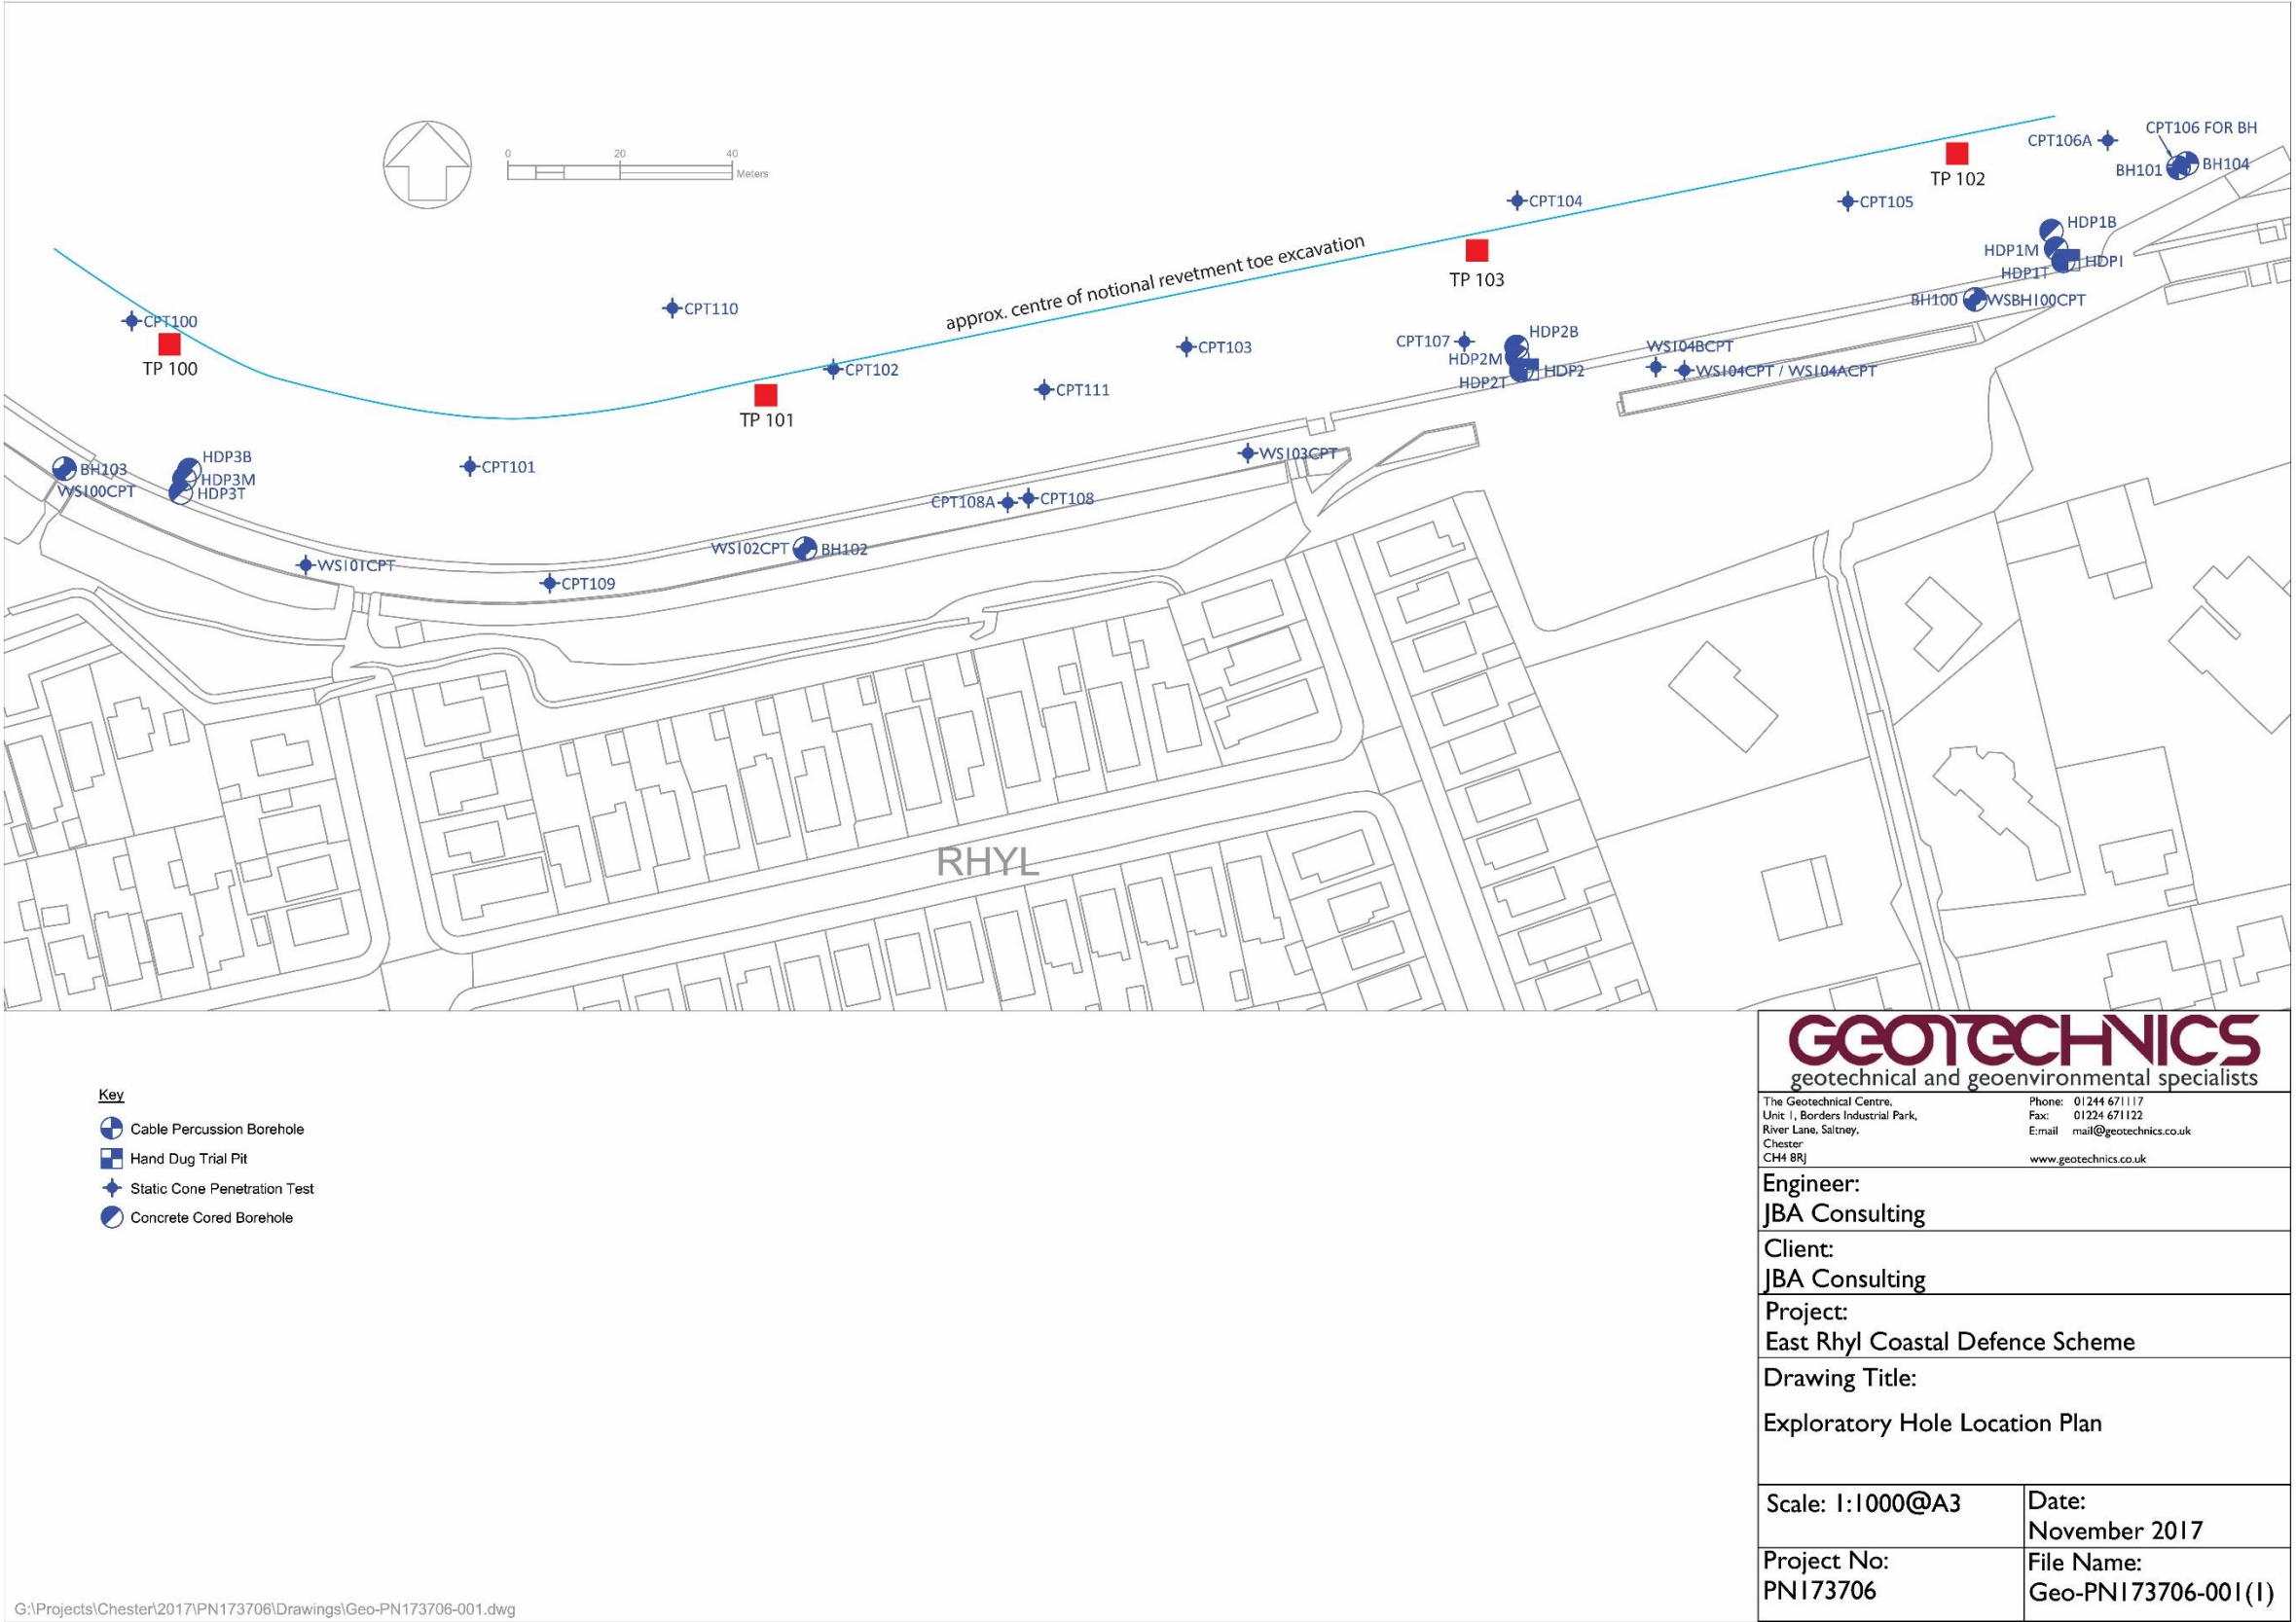 0 20 40
Meters
CPT106 FOR BH
CPT106A
BH101
BH104
TP 102
CPT104
CPT105
HDP1B
HDP1M
HDP1T
HDP1
approx. centre of notional revetment toe excavation
TP 103
BH100
WSBH100CPT
CPT110
CPT100
TP 100
CPT103
CPT107
HDP2B
HDP2M
HDP2T
HDP2
WS104BCPT
WS104CPT / WS104ACPT
CPT102
CPT111
TP 101
HDP3B
HDP3M
HDP3T
BH103
WS100CPT
CPT101
WS103CPT
CPT108A
CPT108
WS102CPT
BH102
WS101CPT
CPT109
RHYL
Key
Cable Percussion Borehole
Hand Dug Trial Pit
Static Cone Penetration Test
Concrete Cored Borehole
GEOTECHNICS
geotechnical and geoenvironmental specialists
The Geotechnical Centre,
Unit 1, Borders Industrial Park,
River Lane, Saltney,
Chester
CH4 8RJ
Phone: 01244 671117
Fax: 01224 671122
E:mail mail@geotechnics.co.uk
www.geotechnics.co.uk
Engineer:
JBA Consulting
Client:
JBA Consulting
Project:
East Rhyl Coastal Defence Scheme
Drawing Title:
Exploratory Hole Location Plan
Scale: 1:1000@A3
Date:
November 2017
Project No:
PN173706
File Name:
Geo-PN173706-001(1)
G:\Projects\Chester\2017\PN173706\Drawings\Geo-PN173706-001.dwg